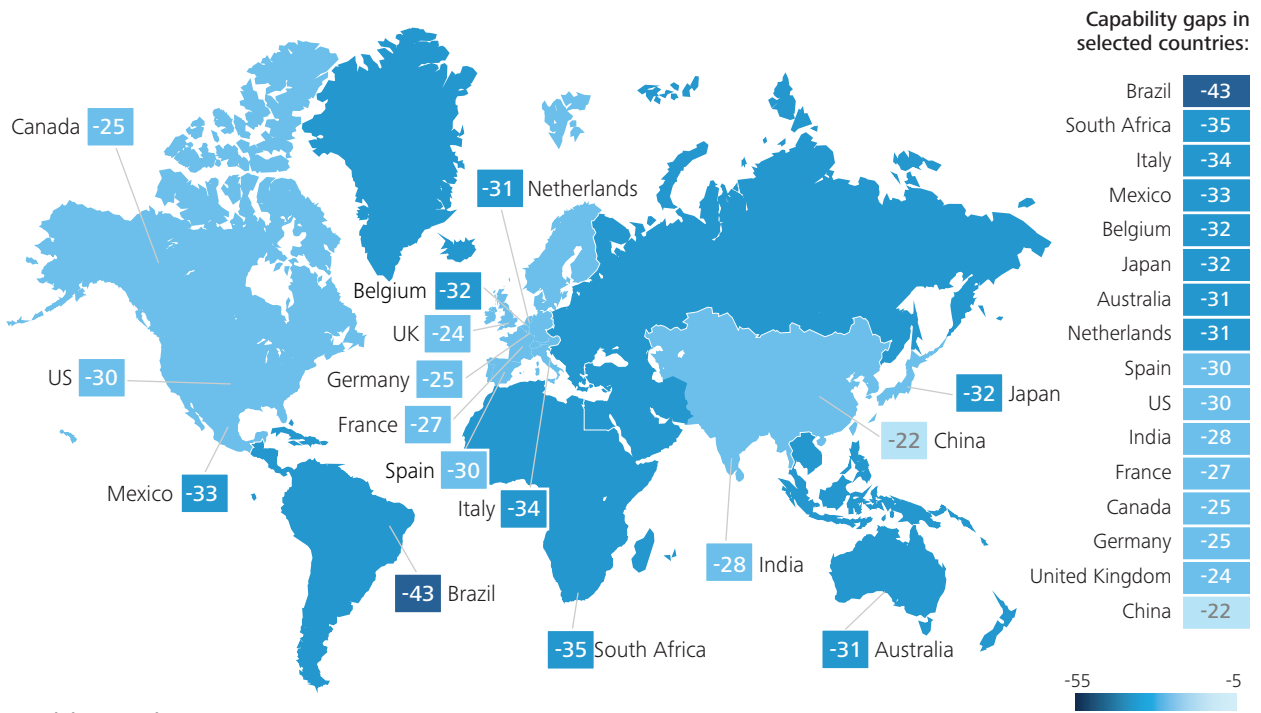 Capability gaps in
selected countries:
Brazil -43
South Africa -35
Italy -34
Mexico -33
Belgium -32
Japan -32
Australia -31
Netherlands -31
Spain -30
US -30
India -28
France -27
Canada -25
Germany -25
United Kingdom -24
China -22
-55 -5
Canada -25
-31 Netherlands
Belgium -32
UK -24
US -30
Germany -25
-32 Japan
France -27
-22 China
Spain -30
Mexico -33
Italy -34
-28 India
-43 Brazil
-35 South Africa
-31 Australia